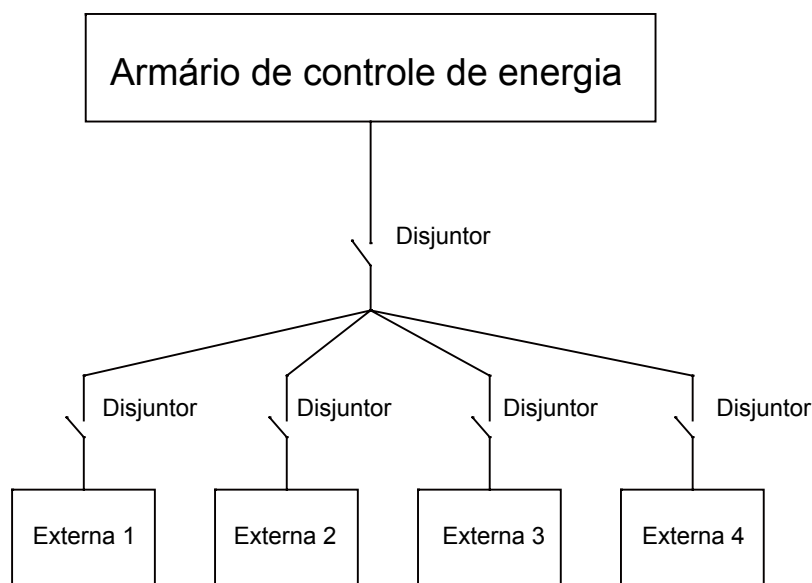 Armário de controle de energia
Disjuntor
Disjuntor
Disjuntor
Disjuntor
Disjuntor
Externa 1
Externa 2
Externa 3
Externa 4